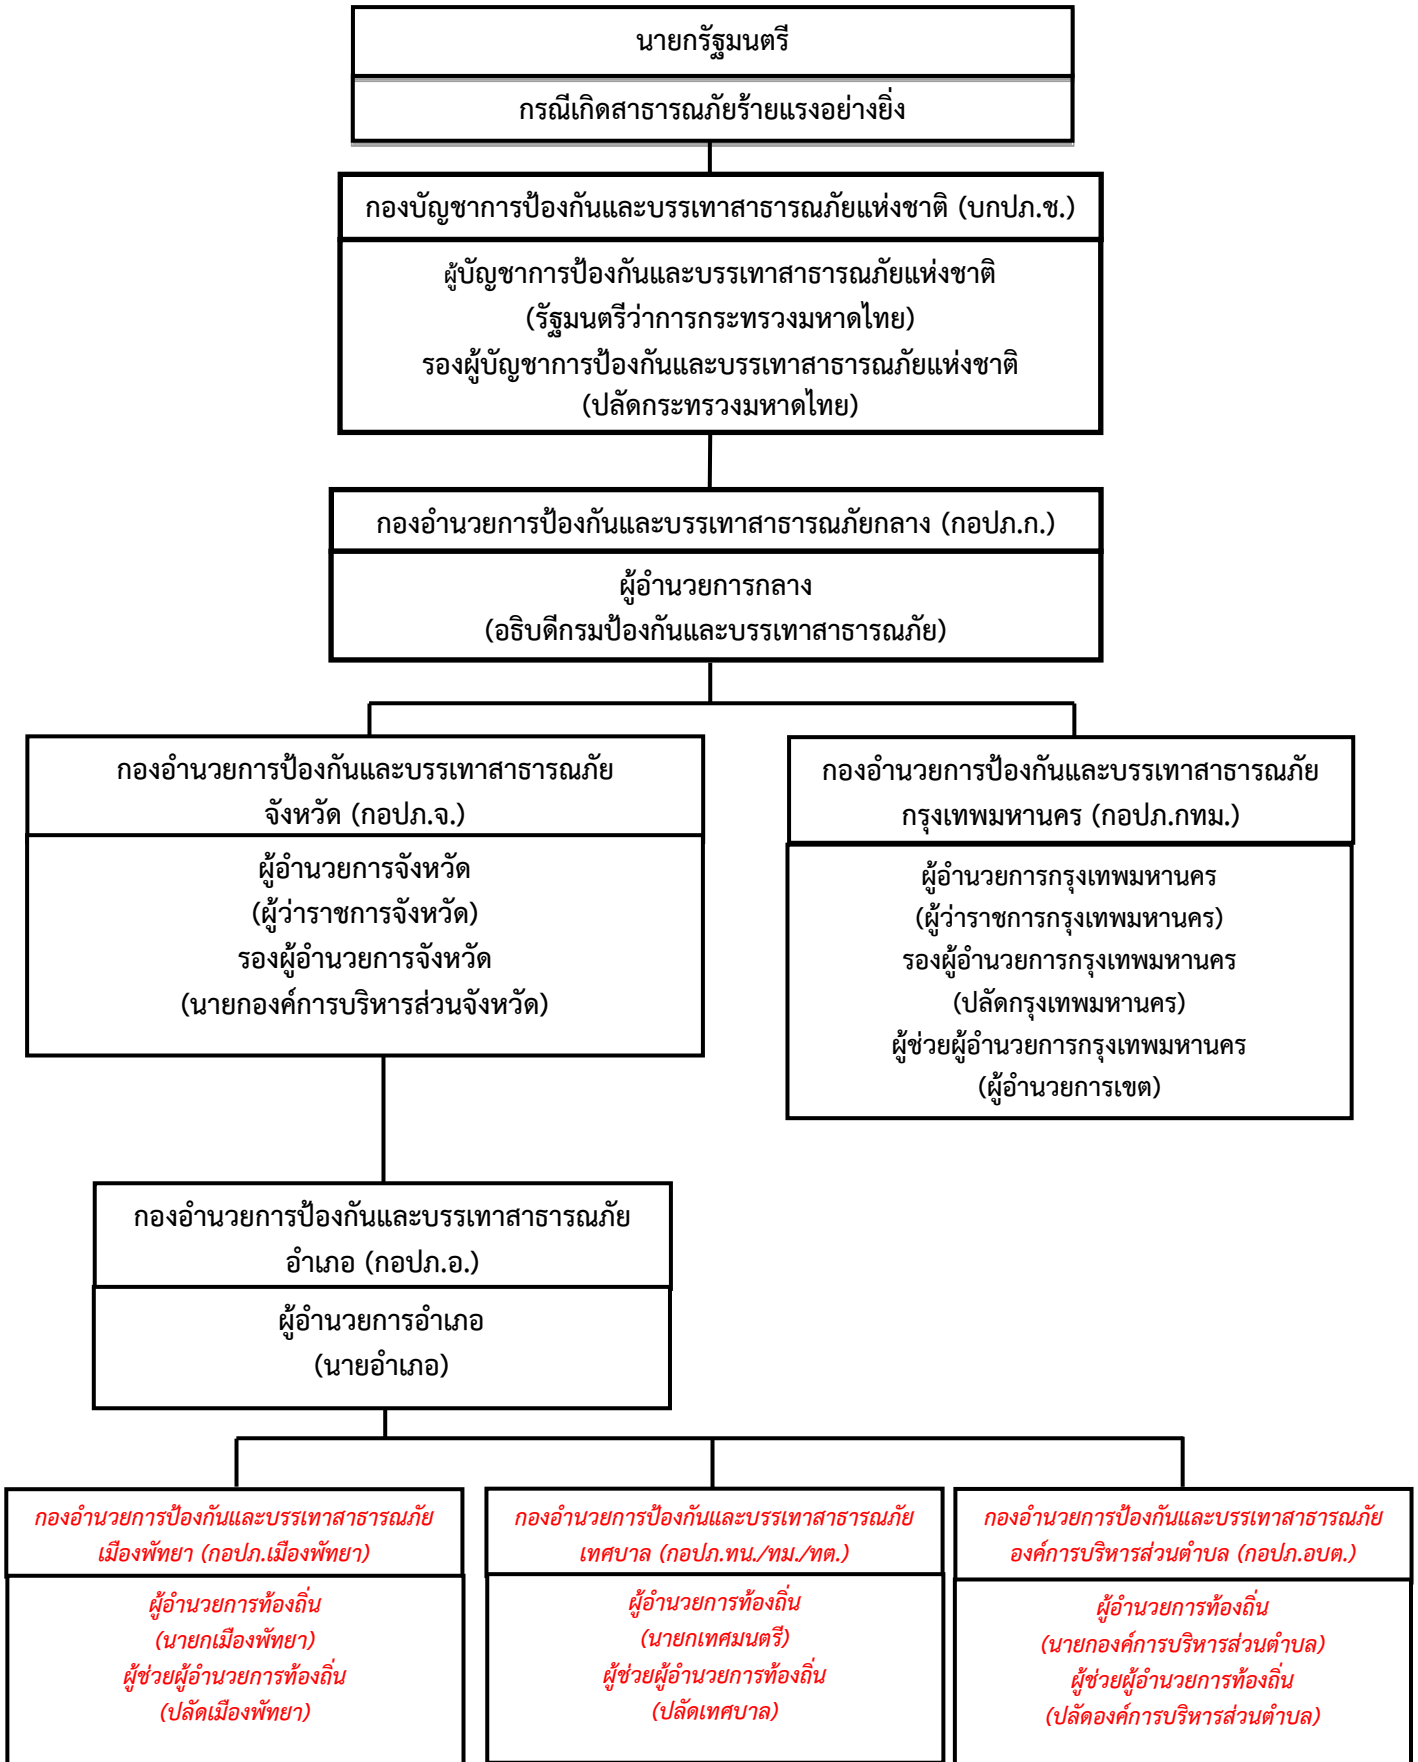 นายกรัฐมนตรี
กรณีเกิดสาธารณภัยร้ายแรงอย่างยิ่ง
กองบัญชาการป้องกันและบรรเทาสาธารณภัยแห่งชาติ (บกปภ.ช.)
ผู้บัญชาการป้องกันและบรรเทาสาธารณภัยแห่งชาติ
(รัฐมนตรีว่าการกระทรวงมหาดไทย)
รองผู้บัญชาการป้องกันและบรรเทาสาธารณภัยแห่งชาติ
(ปลัดกระทรวงมหาดไทย)
กองอำนวยการป้องกันและบรรเทาสาธารณภัยกลาง (กอปภ.ก.)
ผู้อำนวยการกลาง
(อธิบดีกรมป้องกันและบรรเทาสาธารณภัย)
กองอำนวยการป้องกันและบรรเทาสาธารณภัย
จังหวัด (กอปภ.จ.)
ผู้อำนวยการจังหวัด
(ผู้ว่าราชการจังหวัด)
รองผู้อำนวยการจังหวัด
(นายกองค์การบริหารส่วนจังหวัด)
กองอำนวยการป้องกันและบรรเทาสาธารณภัย
กรุงเทพมหานคร (กอปภ.กทม.)
ผู้อำนวยการกรุงเทพมหานคร
(ผู้ว่าราชการกรุงเทพมหานคร)
รองผู้อำนวยการกรุงเทพมหานคร
(ปลัดกรุงเทพมหานคร)
ผู้ช่วยผู้อำนวยการกรุงเทพมหานคร
(ผู้อำนวยการเขต)
กองอำนวยการป้องกันและบรรเทาสาธารณภัย
อำเภอ (กอปภ.อ.)
ผู้อำนวยการอำเภอ
(นายอำเภอ)
กองอำนวยการป้องกันและบรรเทาสาธารณภัย
เมืองพัทยา (กอปภ.เมืองพัทยา)
ผู้อำนวยการท้องถิ่น
(นายกเมืองพัทยา)
ผู้ช่วยผู้อำนวยการท้องถิ่น
(ปลัดเมืองพัทยา)
กองอำนวยการป้องกันและบรรเทาสาธารณภัย
เทศบาล (กอปภ.ทน./ทม./ทต.)
ผู้อำนวยการท้องถิ่น
(นายกเทศมนตรี)
ผู้ช่วยผู้อำนวยการท้องถิ่น
(ปลัดเทศบาล)
กองอำนวยการป้องกันและบรรเทาสาธารณภัย
องค์การบริหารส่วนตำบล (กอปภ.อบต.)
ผู้อำนวยการท้องถิ่น
(นายกองค์การบริหารส่วนตำบล)
ผู้ช่วยผู้อำนวยการท้องถิ่น
(ปลัดองค์การบริหารส่วนตำบล)